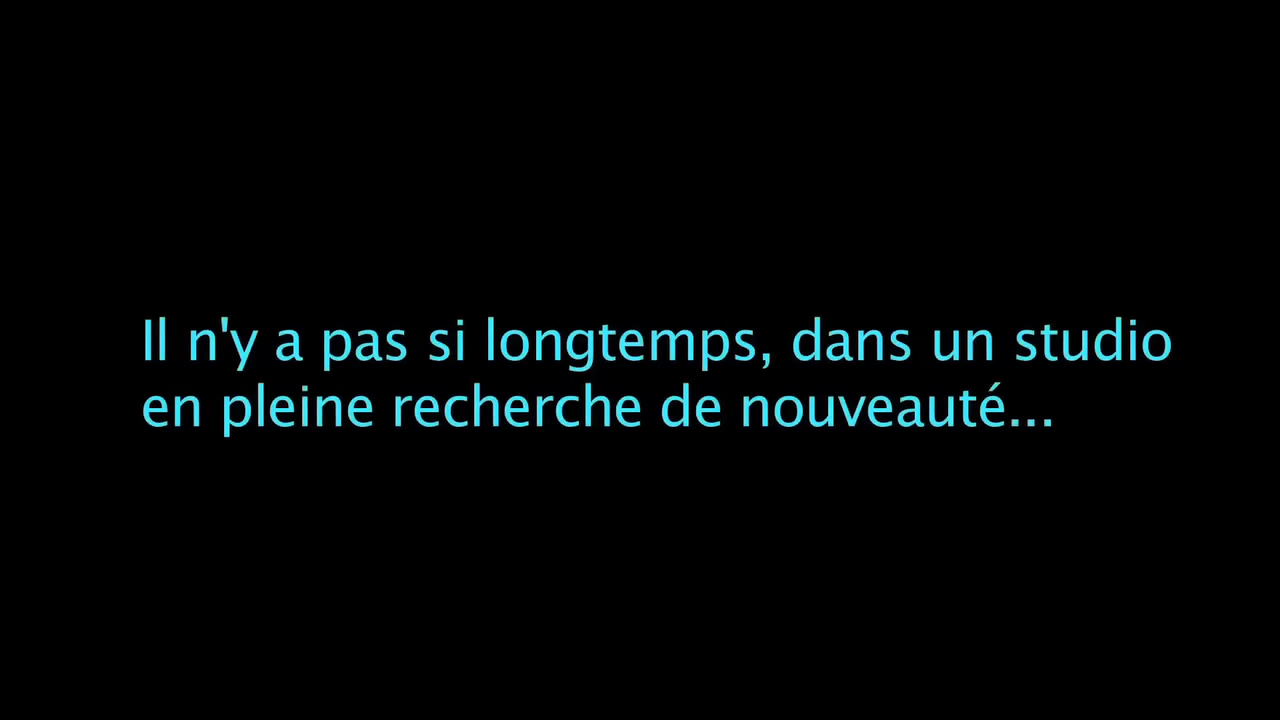 Il n'y a pas si longtemps, dans un studio
en pleine recherche de nouveauté...